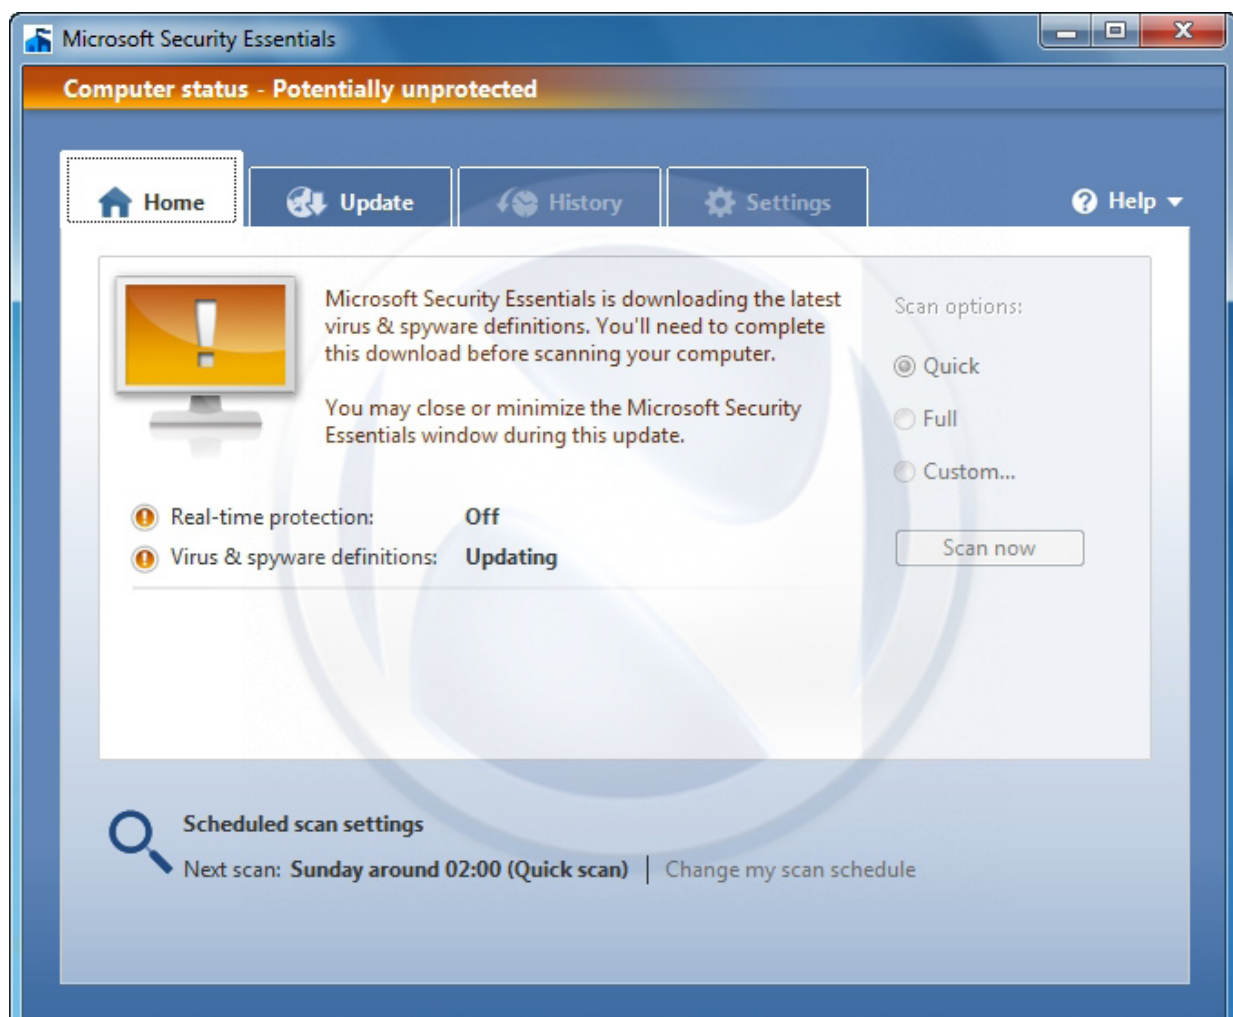 Microsoft Security Essentials
Computer status - Potentially unprotected
Home
Update
History
Settings
Help
Microsoft Security Essentials is downloading the latest
virus & spyware definitions. You'll need to complete
this download before scanning your computer.
You may close or minimize the Microsoft Security
Essentials window during this update.
Real-time protection: Off
Virus & spyware definitions: Updating
Scan options:
Quick
Full
Custom...
Scan now
Scheduled scan settings
Next scan: Sunday around 02:00 (Quick scan) | Change my scan schedule